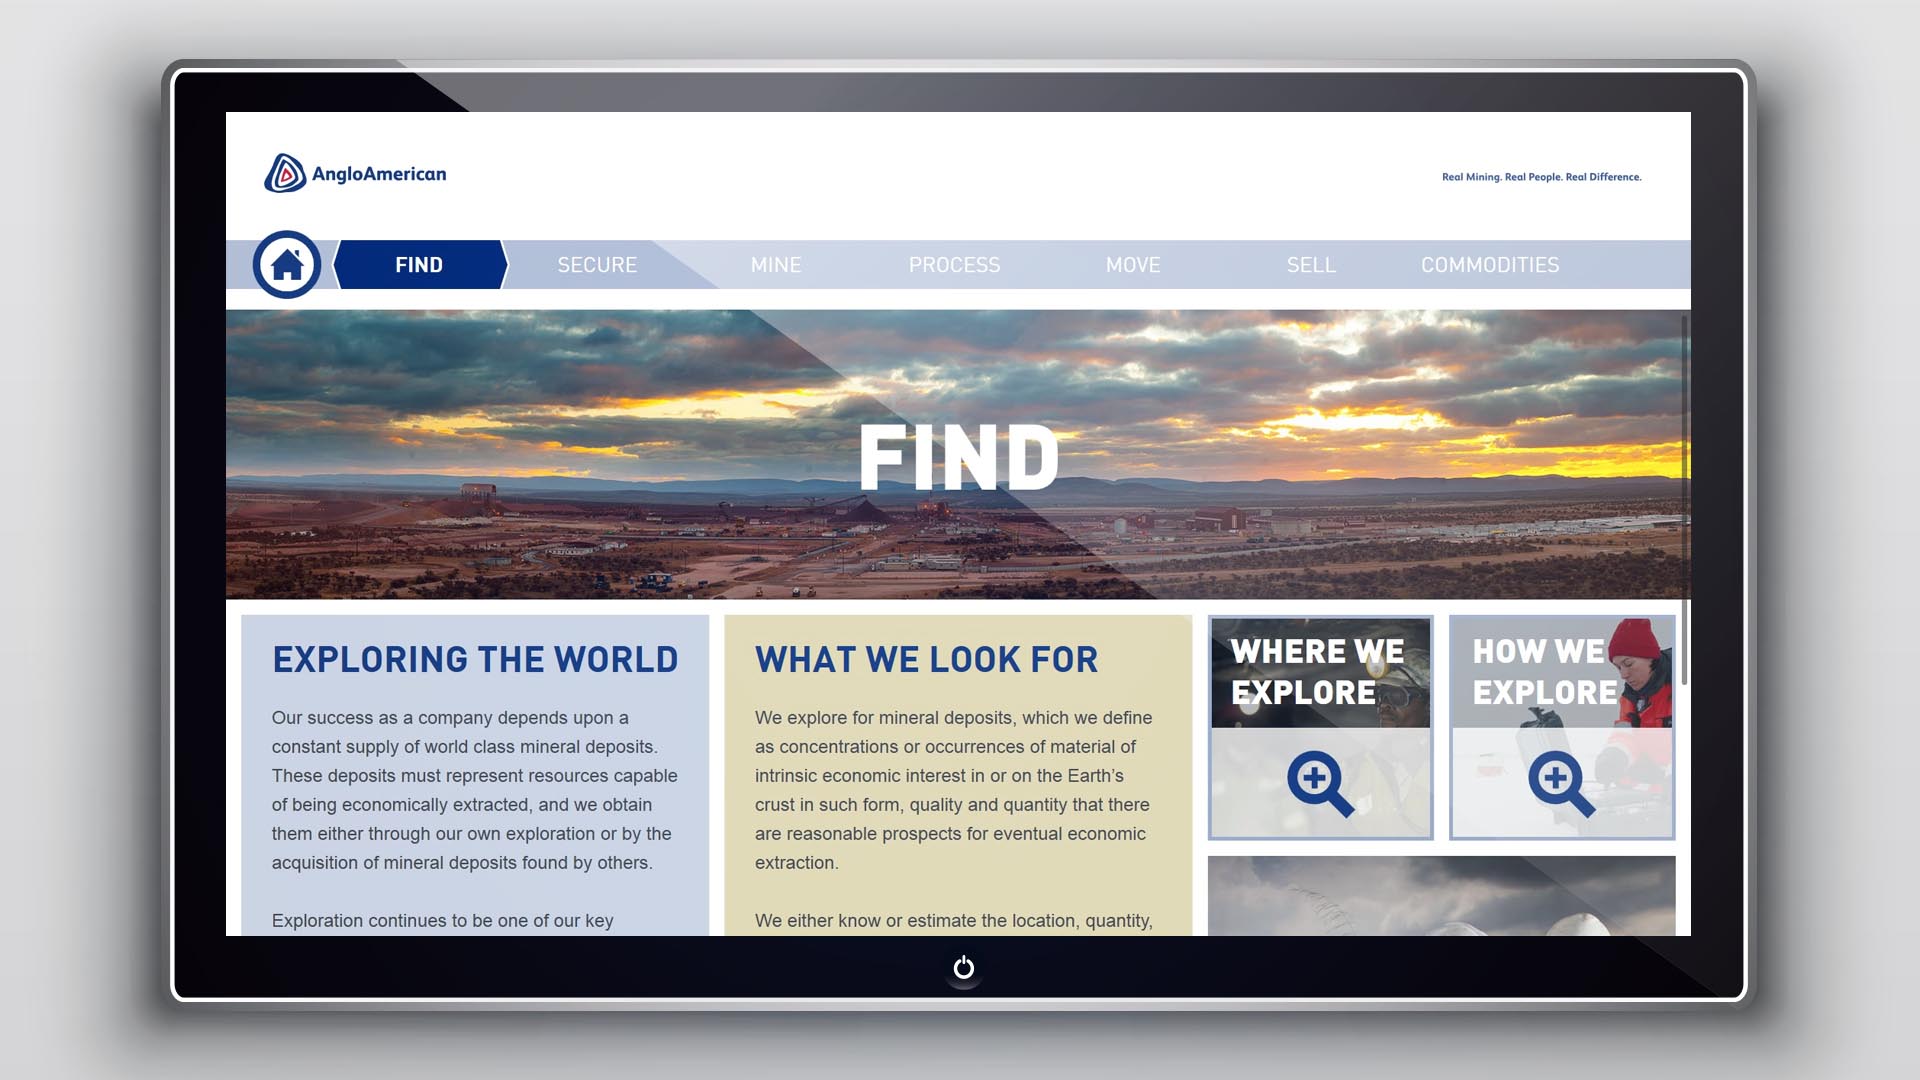 AngloAmerican
Real Mining. Real People. Real Difference.
FIND
SECURE
MINE
PROCESS
MOVE
SELL
COMMODITIES
FIND
EXPLORING THE WORLD
Our success as a company depends upon a
constant supply of world class mineral deposits.
These deposits must represent resources capable
of being economically extracted, and we obtain
them either through our own exploration or by the
acquisition of mineral deposits found by others.
Exploration continues to be one of our key
WHAT WE LOOK FOR
We explore for mineral deposits, which we define
as concentrations or occurrences of material of
intrinsic economic interest in or on the Earth’s
crust in such form, quality and quantity that there
are reasonable prospects for eventual economic
extraction.
We either know or estimate the location, quantity,
WHERE WE
EXPLORE
HOW WE
EXPLORE